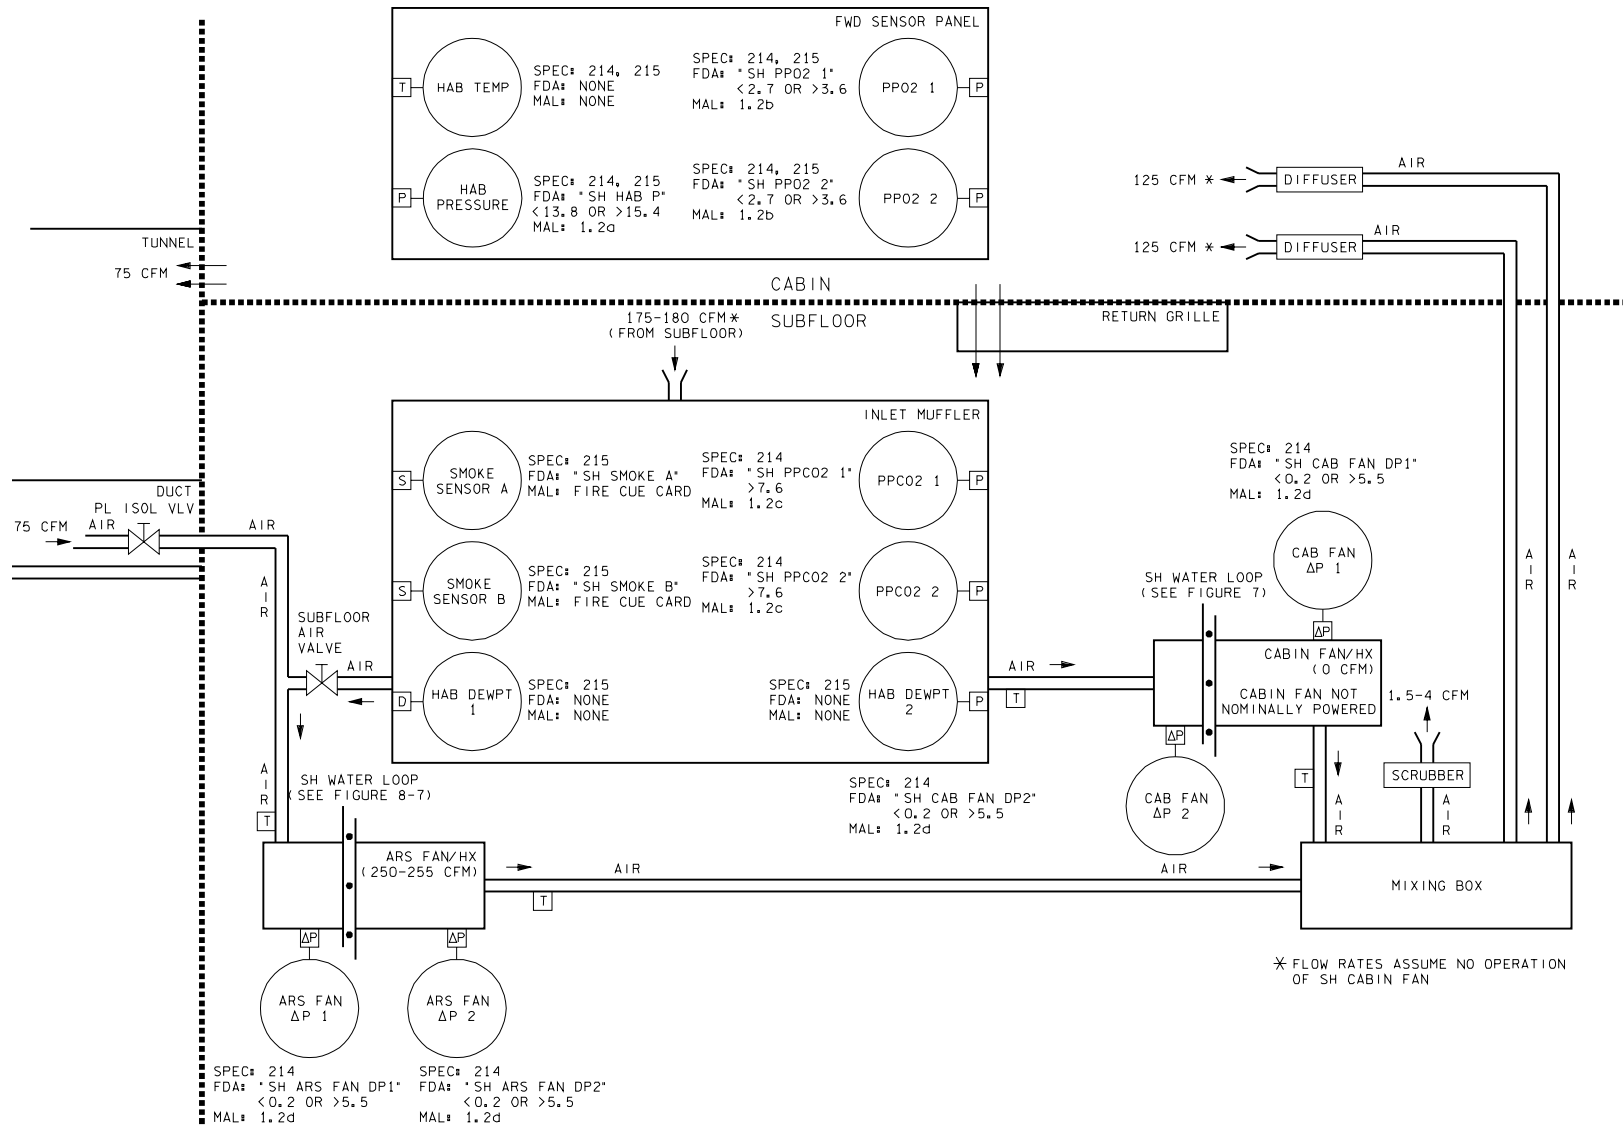 FWD SENSOR PANEL
T
HAB TEMP
SPEC: 214, 215
FDA: NONE
MAL: NONE
SPEC: 214, 215
FDA: "SH PPO2 1"
<2.7 OR >3.6
MAL: 1.2b
PPO2 1
P
P
HAB
PRESSURE
SPEC: 214, 215
FDA: "SH HAB P"
<13.8 OR >15.4
MAL: 1.2a
SPEC: 214, 215
FDA: "SH PPO2 2"
<2.7 OR >3.6
MAL: 1.2b
PPO2 2
P
125 CFM *
DIFFUSER
AIR
125 CFM *
DIFFUSER
AIR
TUNNEL
75 CFM
CABIN
SUBFLOOR
175-180 CFM*
(FROM SUBFLOOR)
RETURN GRILLE
INLET MUFFLER
S
SMOKE
SENSOR A
SPEC: 215
FDA: "SH SMOKE A"
MAL: FIRE CUE CARD
SPEC: 214
FDA: "SH PPCO2 1"
>7.6
MAL: 1.2c
PPCO2 1
P
S
SMOKE
SENSOR B
SPEC: 215
FDA: "SH SMOKE B"
MAL: FIRE CUE CARD
SPEC: 214
FDA: "SH PPCO2 2"
>7.6
MAL: 1.2c
PPCO2 2
P
D
HAB DEWPT
1
SPEC: 215
FDA: NONE
MAL: NONE
SPEC: 215
FDA: NONE
MAL: NONE
HAB DEWPT
2
P
DUCT
PL ISOL VLV
75 CFM
AIR
AIR
AIR
SUBFLOOR
AIR
VALVE
AIR
AIR
T
SH WATER LOOP
(SEE FIGURE 8-7)
ARS FAN/HX
(250-255 CFM)
ΔP
ΔP
ARS FAN
ΔP 1
ARS FAN
ΔP 2
SPEC: 214
FDA: "SH ARS FAN DP1"
<0.2 OR >5.5
MAL: 1.2d
SPEC: 214
FDA: "SH ARS FAN DP2"
<0.2 OR >5.5
MAL: 1.2d
T
AIR
AIR
SPEC: 214
FDA: "SH CAB FAN DP1"
<0.2 OR >5.5
MAL: 1.2d
CAB FAN
ΔP 1
ΔP
SH WATER LOOP
(SEE FIGURE 7)
AIR
T
CABIN FAN/HX
(0 CFM)
CABIN FAN NOT
NOMINALLY POWERED
ΔP
CAB FAN
ΔP 2
SPEC: 214
FDA: "SH CAB FAN DP2"
<0.2 OR >5.5
MAL: 1.2d
T
AIR
1.5-4 CFM
SCRUBBER
AIR
AIR
AIR
MIXING BOX
* FLOW RATES ASSUME NO OPERATION
OF SH CABIN FAN